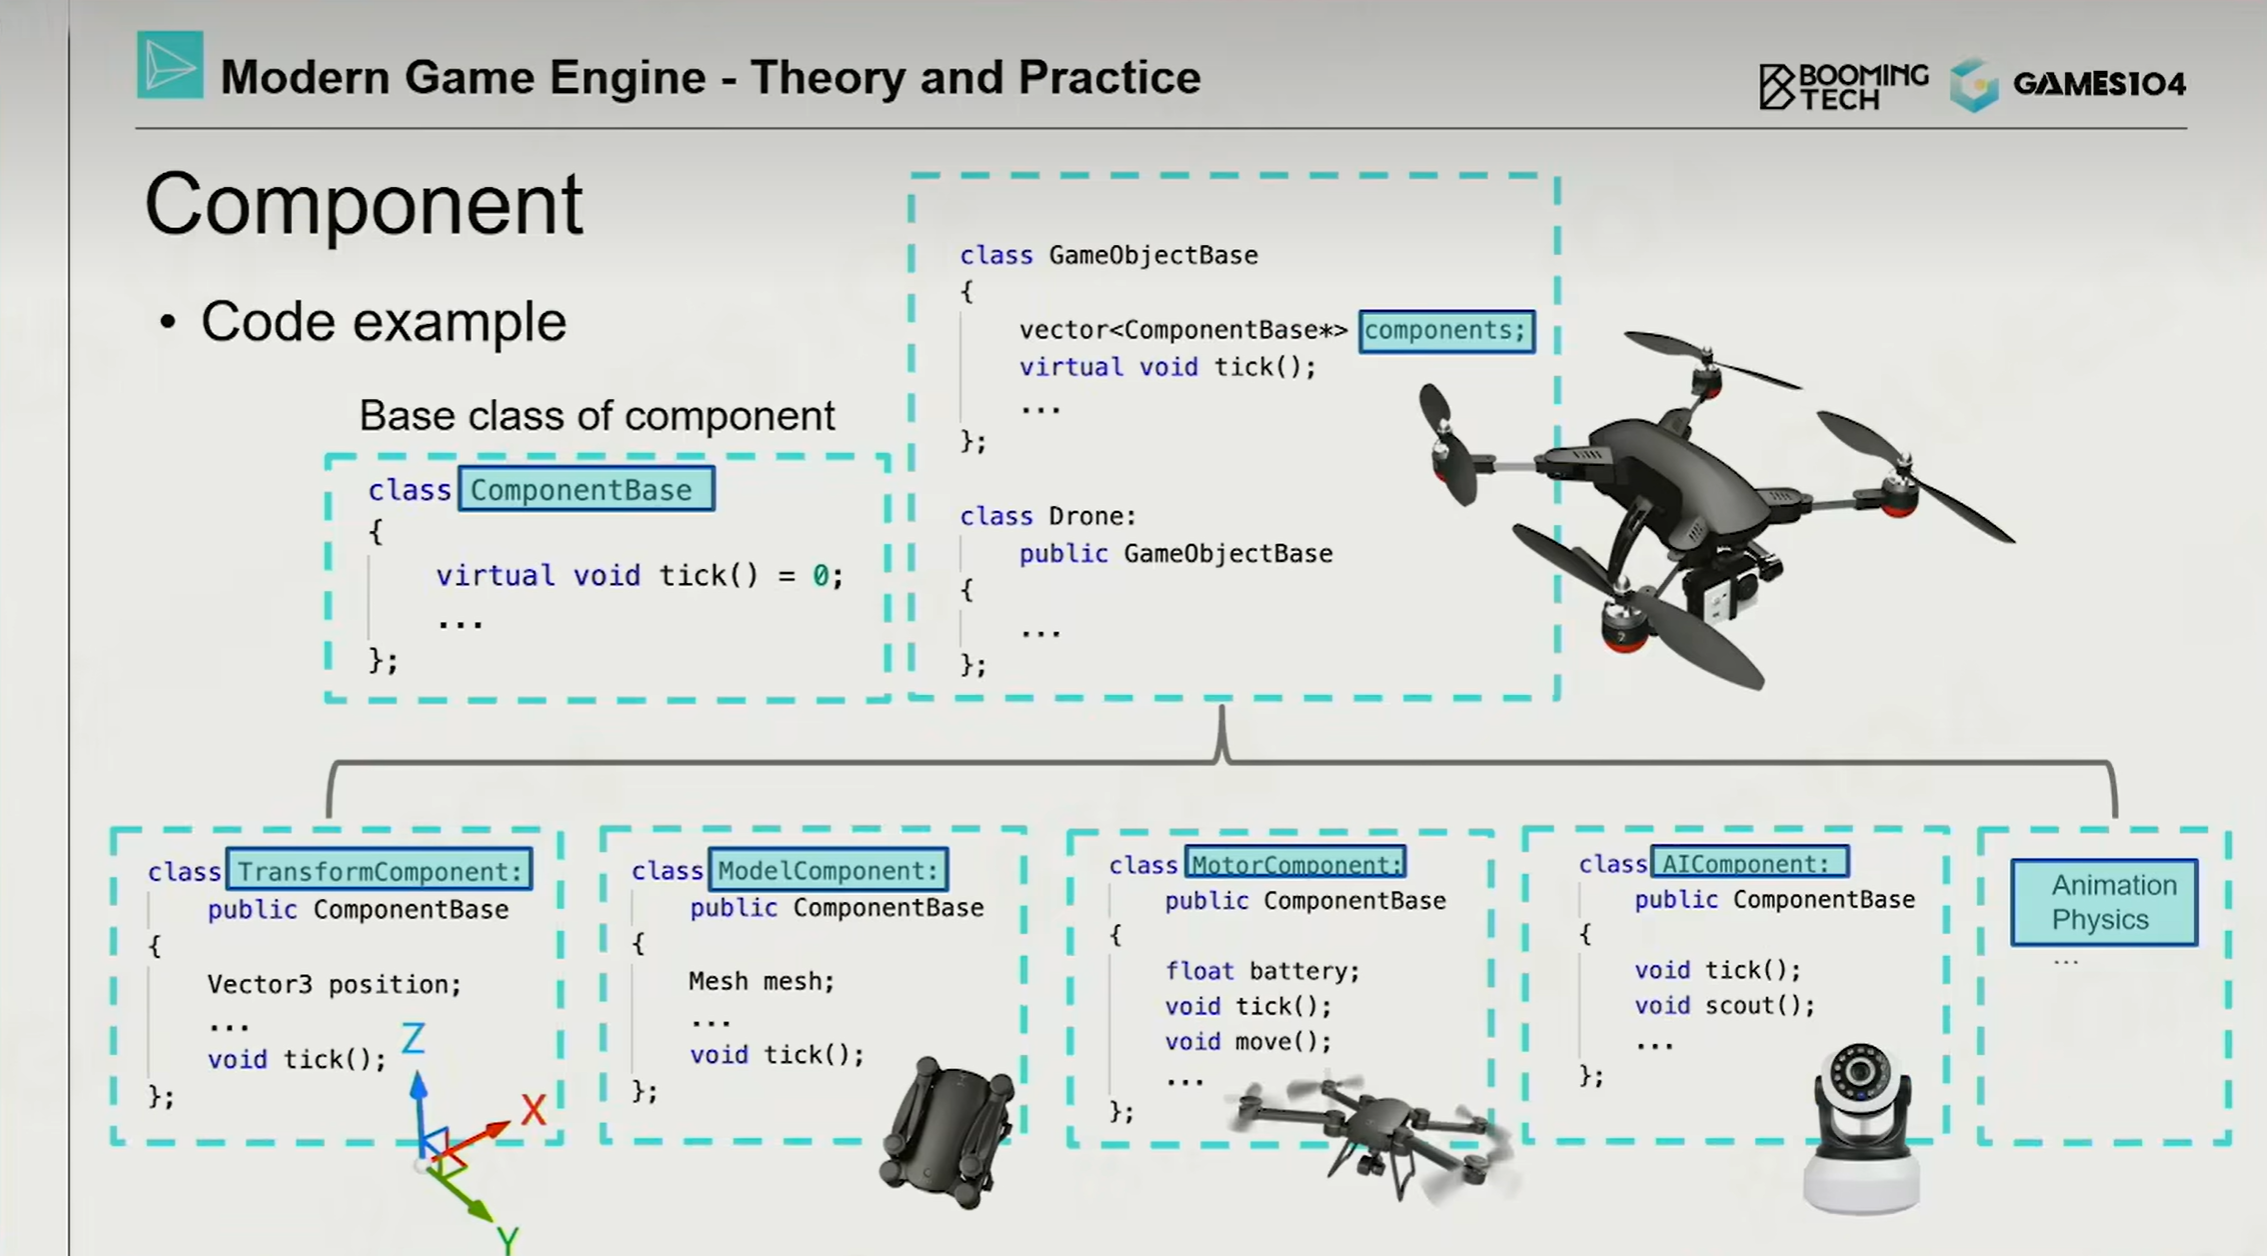 Modern Game Engine - Theory and Practice
BOOMING
TECH
GAMES104
Component
• Code example
Base class of component
class ComponentBase
{
virtual void tick() = 0;
...
};
class GameObjectBase
{
vector<ComponentBase*> components;
virtual void tick();
...
};
class Drone:
public GameObjectBase
{
...
};
class TransformComponent:
public ComponentBase
{
Vector3 position;
...
void tick();
};
Z
X
Y
class ModelComponent:
public ComponentBase
{
Mesh mesh;
...
void tick();
};
class MotorComponent:
public ComponentBase
{
float battery;
void tick();
void move();
...
};
class AIComponent:
public ComponentBase
{
void tick();
void scout();
...
};
Animation
Physics
...